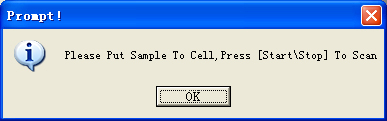 Prompt!
Please Put Sample To Cell,Press [Start\Stop] To Scan
OK